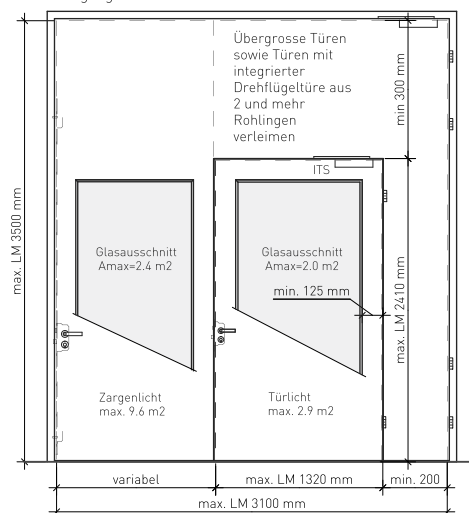 Übergrosse Türen
sowie Türen mit
integrierter
Drehflügeltüre aus
2 und mehr
Rohlingen
verleimen
min 300 mm
ITS
max. LM 3500 mm
Glasausschnitt
Amax=2.4 m2
Glasausschnitt
Amax=2.0 m2
min. 125 mm
max. LM 2410 mm
Zargenlicht
max. 9.6 m2
Türlicht
max. 2.9 m2
variabel
max. LM 1320 mm
min. 200
max. LM 3100 mm